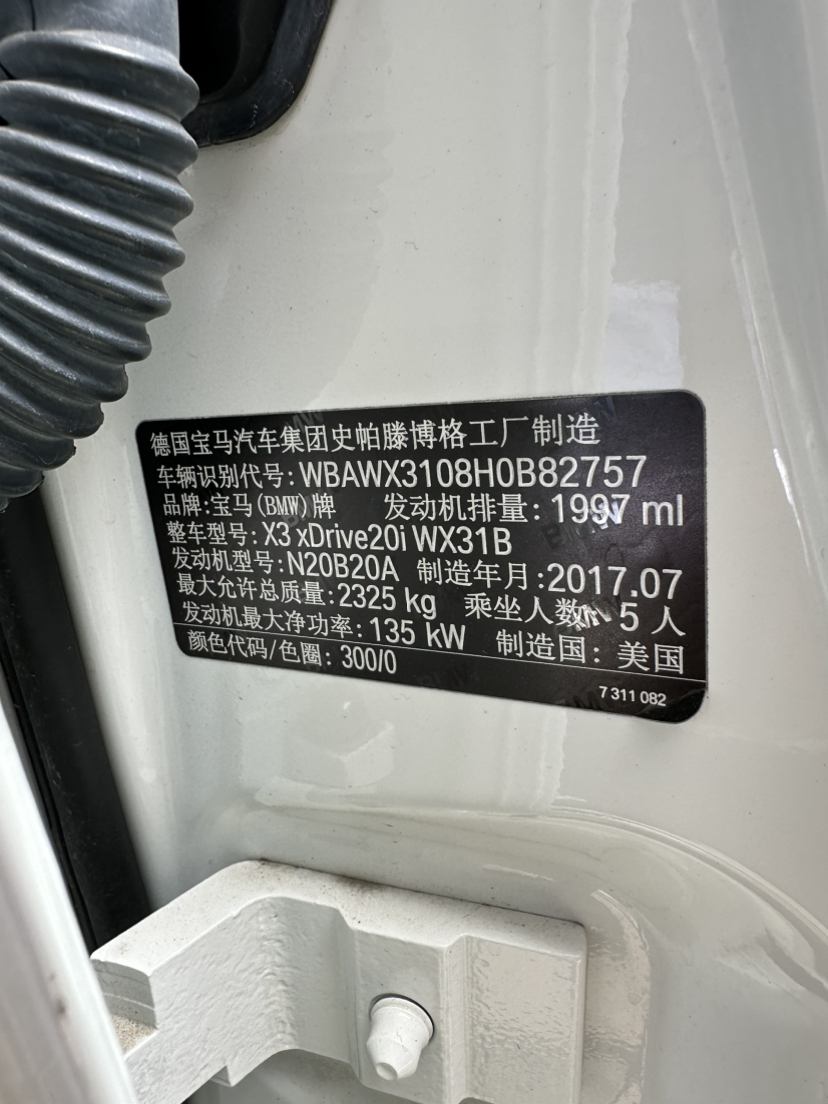 德国宝马汽车集团史帕滕博格工厂制造
车辆识别代号: WBAWX3108H0B82757
品牌: 宝马(BMW)牌 发动机排量: 1997 ml
整车型号: X3 xDrive20i WX31B
发动机型号: N20B20A 制造年月: 2017.07
最大允许总质量: 2325 kg 乘坐人数: 5 人
发动机最大净功率: 135 kW 制造国: 美国
颜色代码/色圈: 300/0
7 311 082